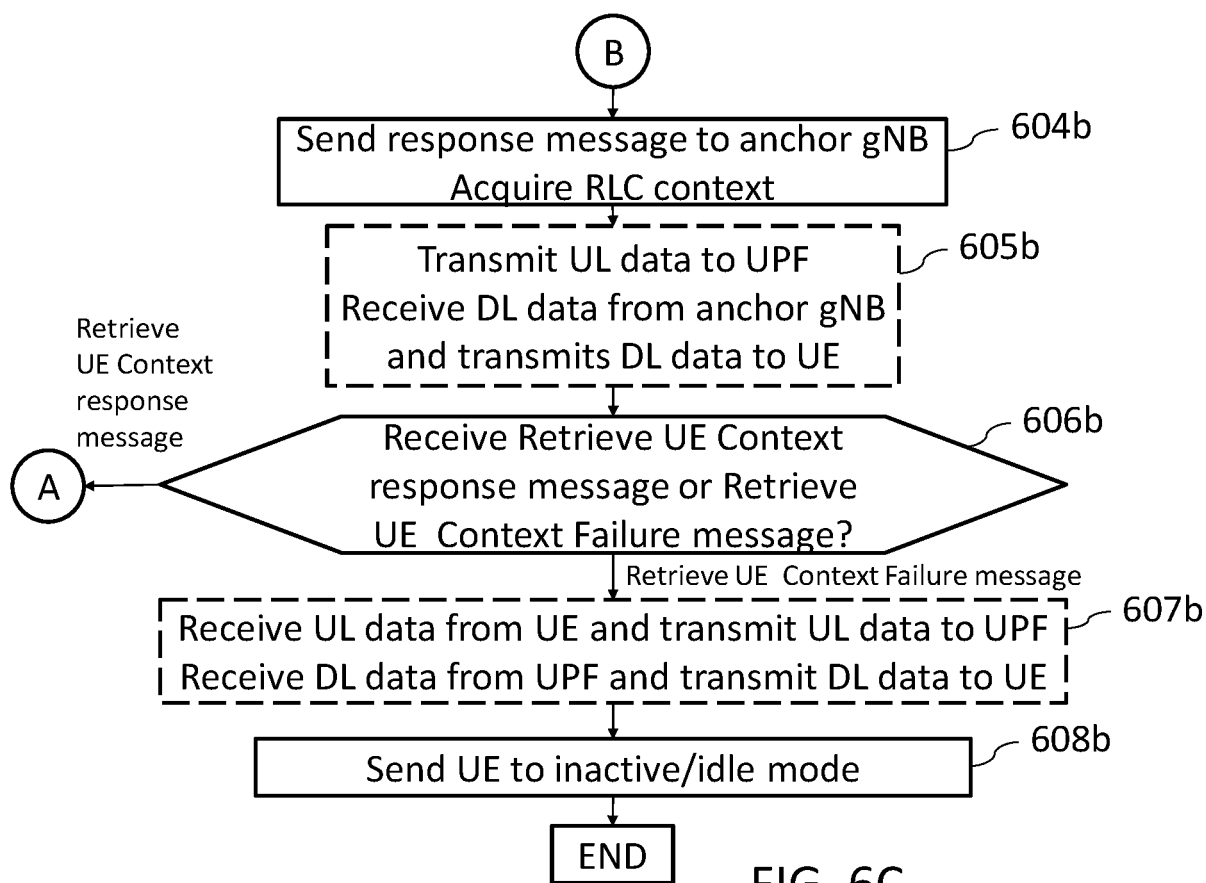 B
Send response message to anchor gNB
Acquire RLC context
604b
Transmit UL data to UPF
Receive DL data from anchor gNB
and transmits DL data to UE
605b
Retrieve
UE Context
response
message
A
Receive Retrieve UE Context
response message or Retrieve
UE Context Failure message?
606b
Retrieve UE Context Failure message
Receive UL data from UE and transmit UL data to UPF
Receive DL data from UPF and transmit DL data to UE
607b
Send UE to inactive/idle mode
608b
END
FIG. 6C